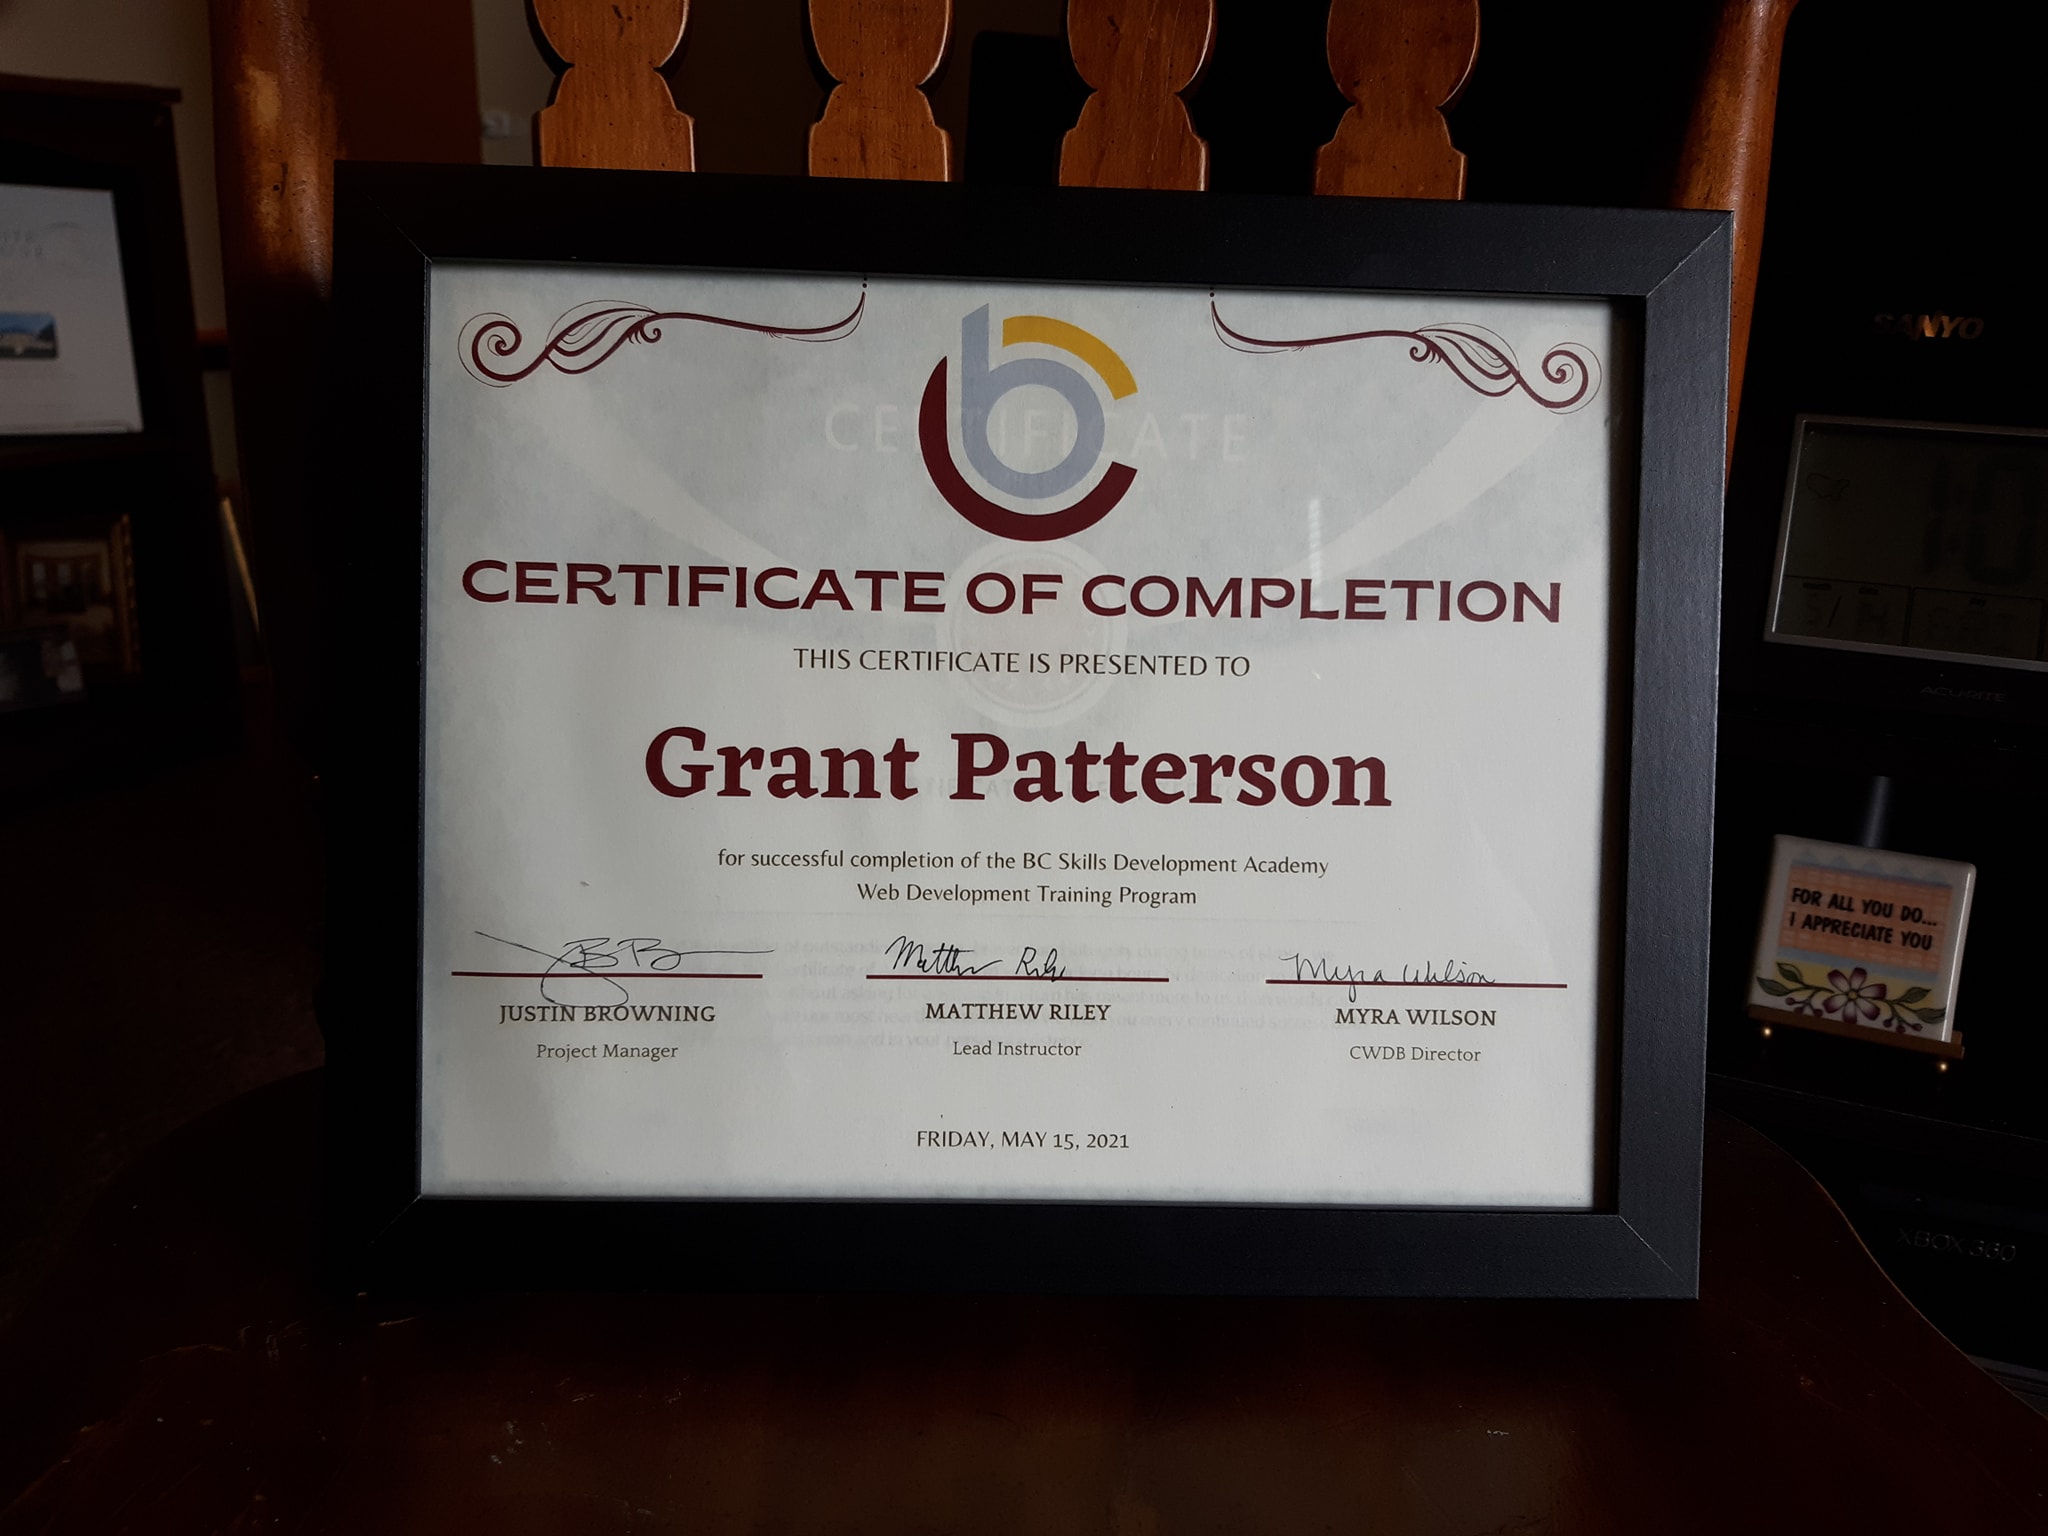 CERTIFICATE
CERTIFICATE OF COMPLETION
THIS CERTIFICATE IS PRESENTED TO
Grant Patterson
for successful completion of the BC Skills Development Academy
Web Development Training Program
JUSTIN BROWNING
Project Manager
Matthew Riley
MATTHEW RILEY
Lead Instructor
Myra Wilson
MYRA WILSON
CWDB Director
FRIDAY, MAY 15, 2021
SANYO
ACURITE
FOR ALL YOU DO...
I APPRECIATE YOU
XBOX 360